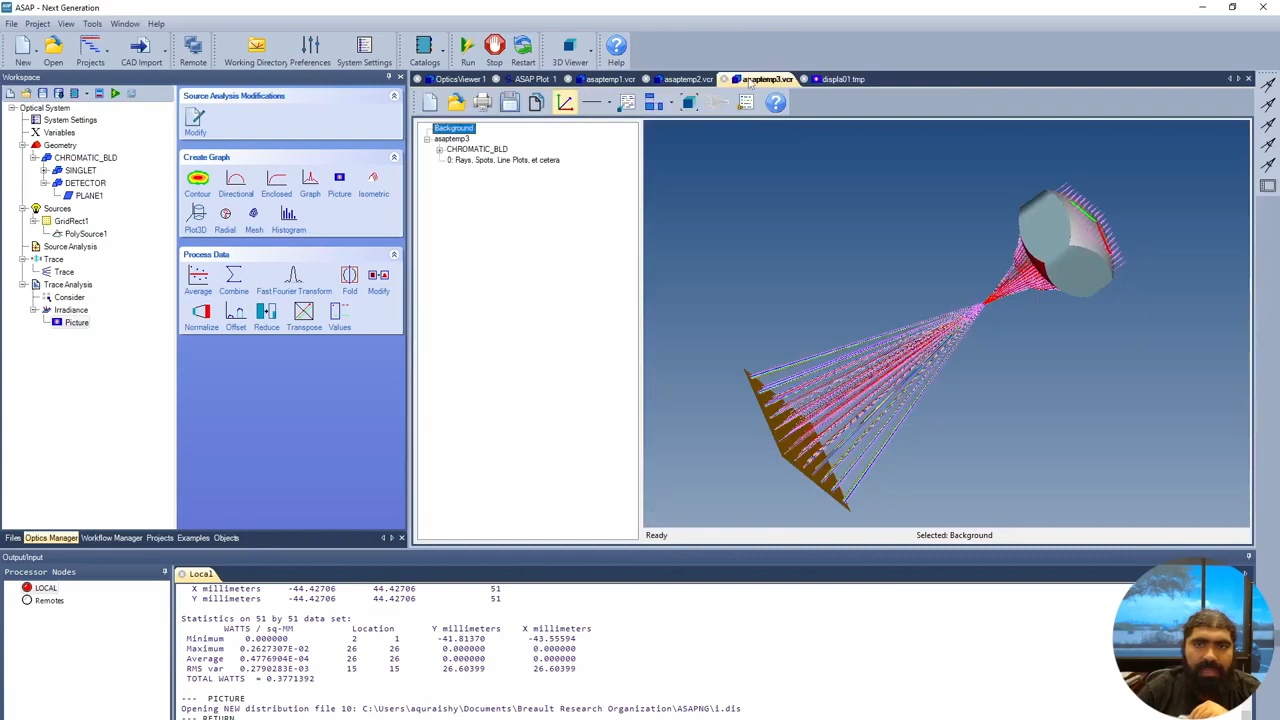 ASAP - Next Generation
File Project View Tools Window Help
New Open Projects CAD Import Remote Working Directory Preferences System Settings Catalogs Run Stop Restart 3D Viewer Help
Workspace
OpticsViewer 1 ASAP Plot 1 asaptemp1.vcr asaptemp2.vcr asaptemp3.vcr displa01.tmp
Optical System
System Settings
Variables
Geometry
CHROMATIC_BLD
SINGLET
DETECTOR
PLANE1
Sources
GridRect1
PolySource1
Source Analysis
Trace
Trace
Trace Analysis
Consider
Irradiance
Picture
Source Analysis Modifications
Modify
Create Graph
Contour Directional Enclosed Graph Picture Isometric
Plot3D Radial Mesh Histogram
Process Data
Average Combine Fast Fourier Transform Fold Modify
Normalize Offset Reduce Transpose Values
Background
asaptemp3
CHROMATIC_BLD
0: Rays, Spots, Line Plots, et cetera
Ready Selected: Background
Files Optics Manager Workflow Manager Projects Examples Objects
Output/Input
Processor Nodes
LOCAL
Remotes
Local
X millimeters -44.42706 44.42706 51
Y millimeters -44.42706 44.42706 51
Statistics on 51 by 51 data set:
WATTS / sq-MM Location Y millimeters X millimeters
Minimum 0.000000 2 1 -41.81370 -43.55594
Maximum 0.2627307E-02 26 26 0.000000 0.000000
Average 0.4776904E-04 26 26 0.000000 0.000000
RMS var 0.2790283E-03 15 15 26.60399 26.60399
TOTAL WATTS = 0.3771392
--- PICTURE
Opening NEW distribution file 10: C:\Users\aquraishy\Documents\Breault Research Organization\ASAPNG\i.dis
--- RETURN